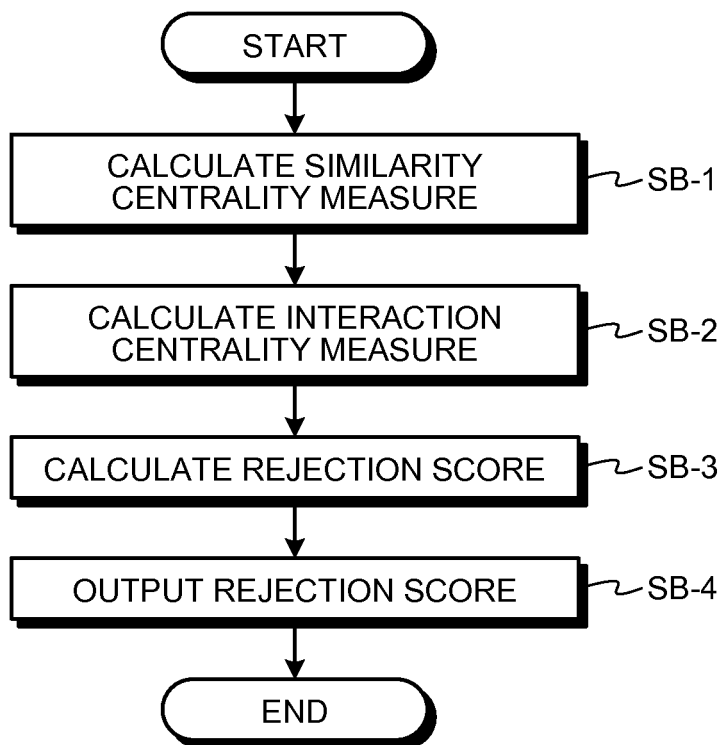 START
CALCULATE SIMILARITY
CENTRALITY MEASURE
SB-1
CALCULATE INTERACTION
CENTRALITY MEASURE
SB-2
CALCULATE REJECTION SCORE
SB-3
OUTPUT REJECTION SCORE
SB-4
END